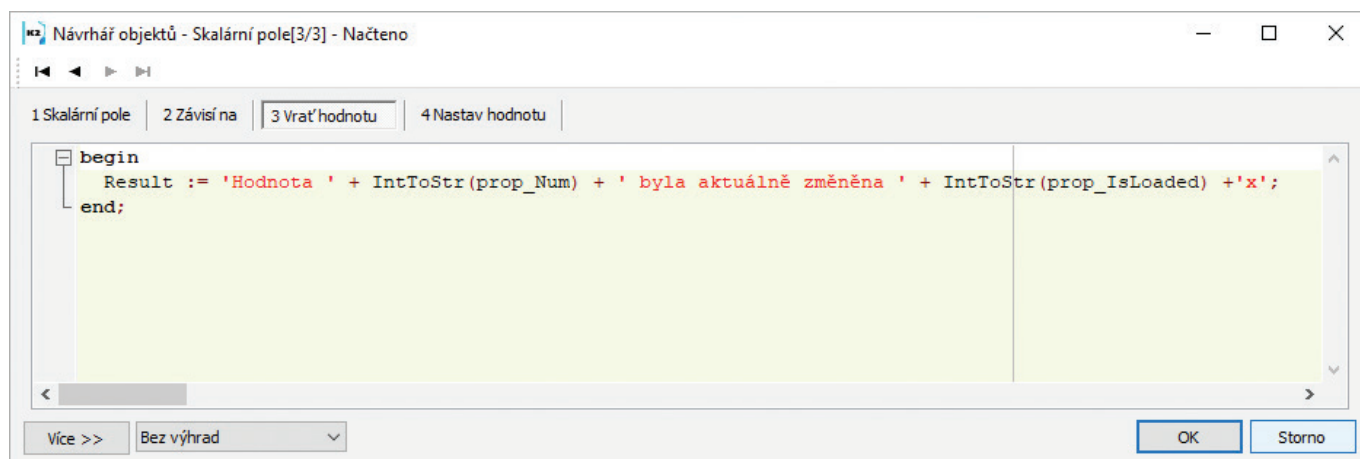 K2 Návrhář objektů - Skalární pole[3/3] - Načteno
1 Skalární pole 2 Závisí na 3 Vrať hodnotu 4 Nastav hodnotu
begin
Result := 'Hodnota ' + IntToStr(prop_Num) + ' byla aktuálně změněna ' + IntToStr(prop_IsLoaded) +'x';
end;
Více >> Bez výhrad OK Storno